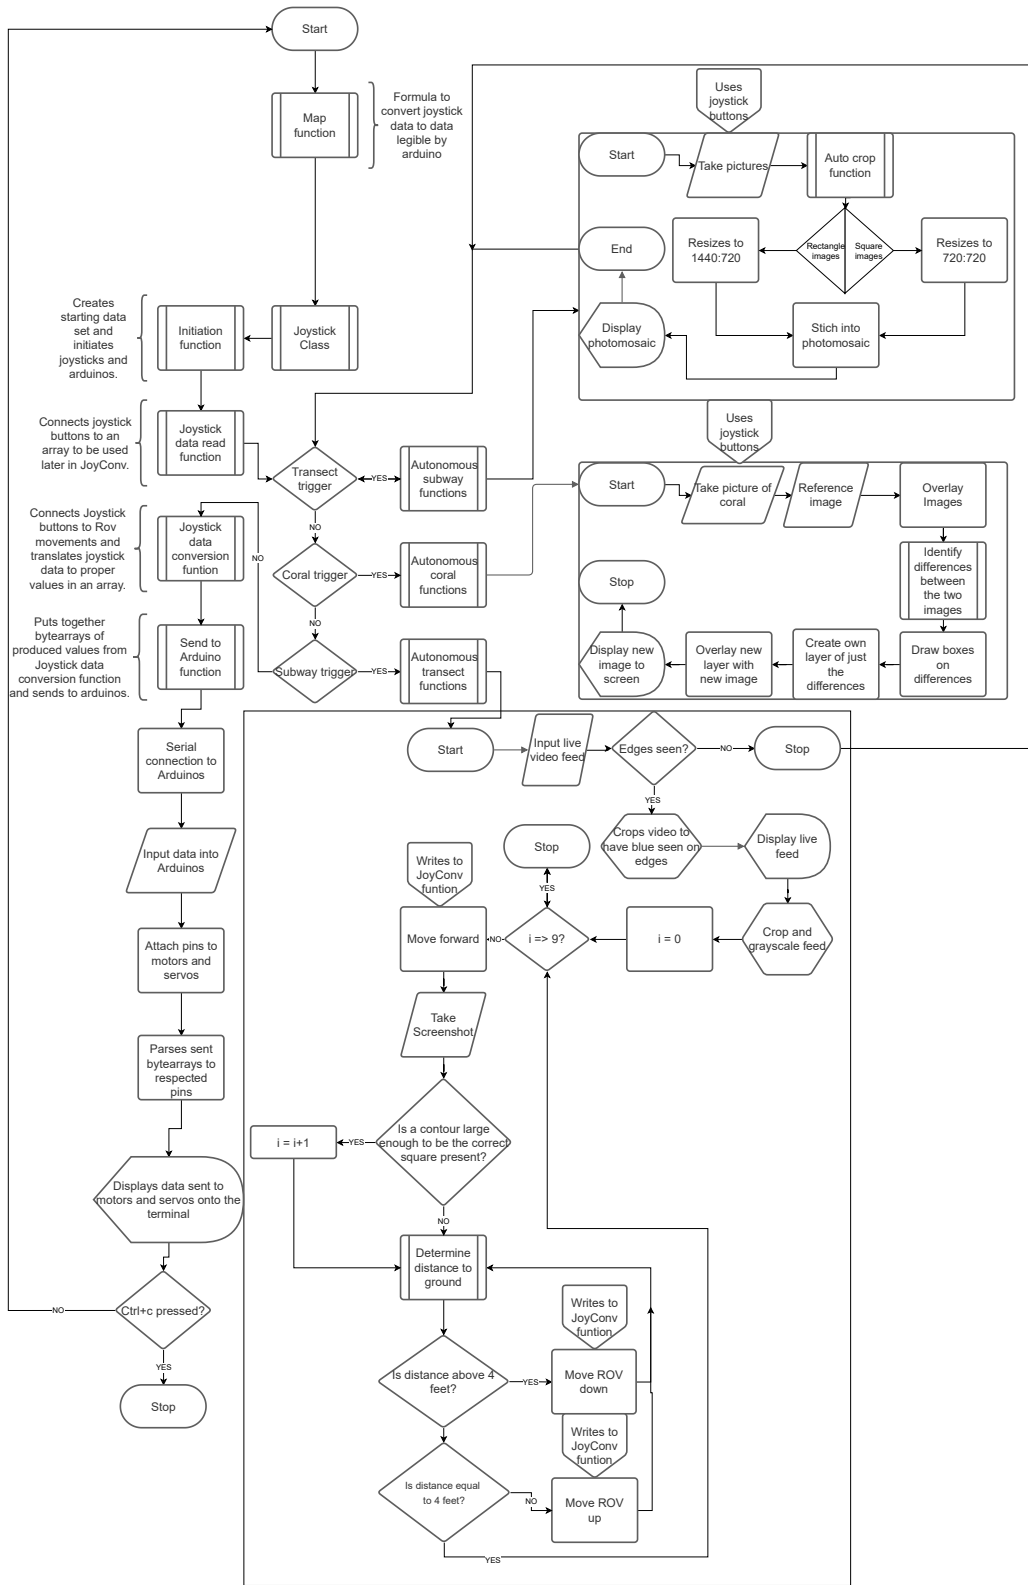 Start
Map
function
Formula to
convert joystick
data to data
legible by
arduino
Creates
starting data
set and
initiates
joysticks and
arduinos.
Initiation
function
Joystick
Class
Connects joystick
buttons to an
array to be used
later in JoyConv.
Joystick
data read
function
Connects Joystick
buttons to Rov
movements and
translates joystick
data to proper
values in an array.
Joystick
data
conversion
funtion
Puts together
bytearrays of
produced values from
Joystick data
conversion function
and sends to arduinos.
Send to
Arduino
function
Transect
trigger
YES
Autonomous
subway
functions
NO
NO
Coral trigger
YES
Autonomous
coral
functions
NO
Subway trigger
YES
Autonomous
transect
functions
Uses
joystick
buttons
Start
Take pictures
Auto crop
function
Rectangle
images
Square
images
Resizes to
1440:720
Resizes to
720:720
End
Display
photomosaic
Stich into
photomosaic
Uses
joystick
buttons
Start
Take picture of
coral
Reference
image
Overlay
Images
Identify
differences
between
the two
images
Stop
Display new
image to
screen
Overlay new
layer with
new image
Create own
layer of just
the
differences
Draw boxes on
differences
Serial
connection to
Arduinos
Input data into
Arduinos
Attach pins to
motors and
servos
Parses sent
bytearrays to
respected
pins
Displays data sent to
motors and servos onto the
terminal
NO
Ctrl+c pressed?
YES
Stop
Start
Input live
video feed
Edges seen?
NO
Stop
YES
Crops video to
have blue seen on
edges
Display live
feed
Stop
YES
Writes to
JoyConv
funtion
Move forward
NO
i => 9?
i = 0
Crop and
grayscale feed
Take
Screenshot
Is a contour large
enough to be the correct
square present?
YES
i = i+1
NO
Determine
distance to
ground
Writes to
JoyConv
funtion
Is distance above 4
feet?
YES
Move ROV
down
Writes to
JoyConv
funtion
Is distance equal
to 4 feet?
NO
Move ROV
up
YES